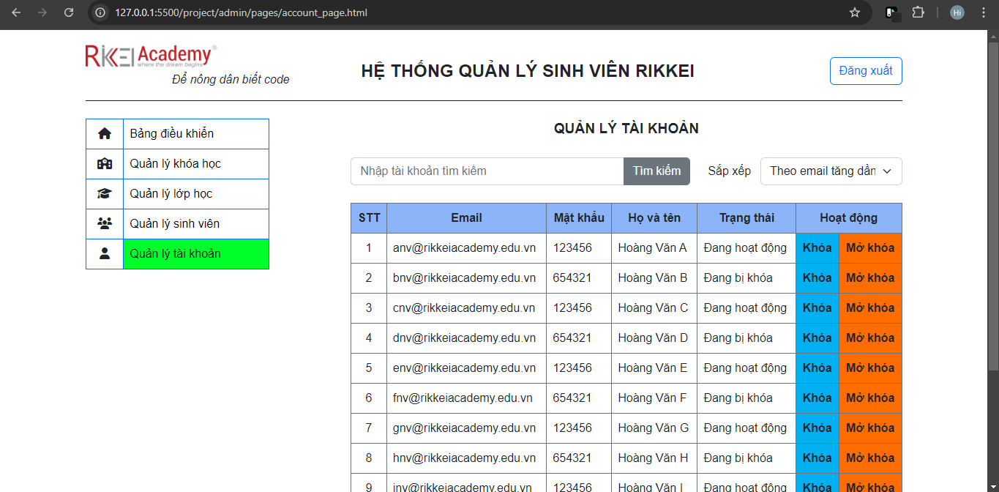 127.0.0.1:5500/project/admin/pages/account_page.html
Hi
RIKKEI Academy®
where the dream begins
Để nông dân biết code
HỆ THỐNG QUẢN LÝ SINH VIÊN RIKKEI
Đăng xuất
Bảng điều khiển
Quản lý khóa học
Quản lý lớp học
Quản lý sinh viên
Quản lý tài khoản
QUẢN LÝ TÀI KHOẢN
Nhập tài khoản tìm kiếm Tìm kiếm Sắp xếp Theo email tăng dần
STT Email Mật khẩu Họ và tên Trạng thái Hoạt động
1 anv@rikkeiacademy.edu.vn 123456 Hoàng Văn A Đang hoạt động Khóa Mở khóa
2 bnv@rikkeiacademy.edu.vn 654321 Hoàng Văn B Đang bị khóa Khóa Mở khóa
3 cnv@rikkeiacademy.edu.vn 123456 Hoàng Văn C Đang hoạt động Khóa Mở khóa
4 dnv@rikkeiacademy.edu.vn 654321 Hoàng Văn D Đang bị khóa Khóa Mở khóa
5 env@rikkeiacademy.edu.vn 123456 Hoàng Văn E Đang hoạt động Khóa Mở khóa
6 fnv@rikkeiacademy.edu.vn 654321 Hoàng Văn F Đang bị khóa Khóa Mở khóa
7 gnv@rikkeiacademy.edu.vn 123456 Hoàng Văn G Đang hoạt động Khóa Mở khóa
8 hnv@rikkeiacademy.edu.vn 654321 Hoàng Văn H Đang bị khóa Khóa Mở khóa
9 inv@rikkeiacademy.edu.vn 123456 Hoàng Văn I Đang hoạt động Khóa Mở khóa